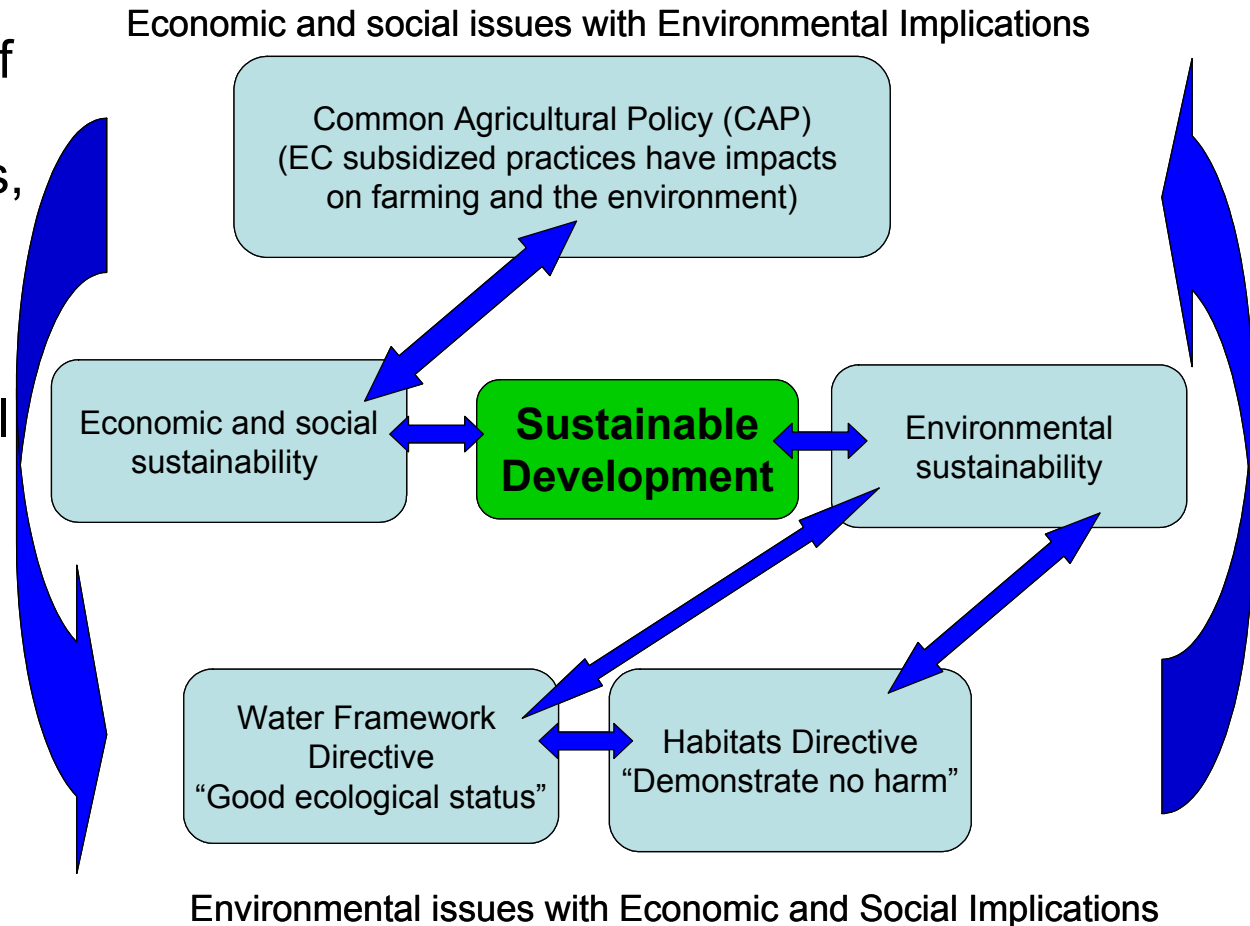 Economic and social issues with Environmental Implications
f
s,
l
Common Agricultural Policy (CAP)
(EC subsidized practices have impacts
on farming and the environment)
Economic and social
sustainability
Sustainable
Development
Environmental
sustainability
Water Framework
Directive
“Good ecological status”
Habitats Directive
“Demonstrate no harm”
Environmental issues with Economic and Social Implications